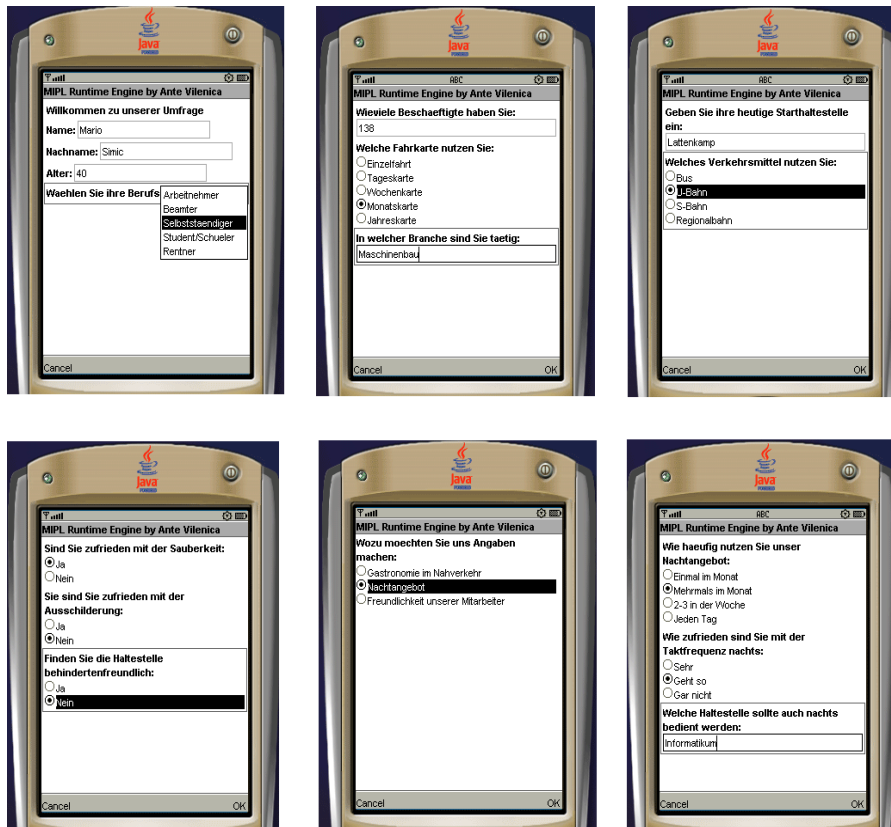 Java
POWERED
MIPL Runtime Engine by Ante Vilenica
Willkommen zu unserer Umfrage
Name: Mario
Nachname: Simic
Alter: 40
Waehlen Sie ihre Berufs
Arbeitnehmer
Beamter
Selbststaendiger
Student/Schueler
Rentner
Cancel
Java
POWERED
ABC
MIPL Runtime Engine by Ante Vilenica
Wieviele Beschaeftigte haben Sie:
138
Welche Fahrkarte nutzen Sie:
Einzelfahrt
Tageskarte
Wochenkarte
Monatskarte
Jahreskarte
In welcher Branche sind Sie taetig:
Maschinenbau
Cancel OK
Java
POWERED
ABC
MIPL Runtime Engine by Ante Vilenica
Geben Sie ihre heutige Starthaltestelle
ein:
Lattenkamp
Welches Verkehrsmittel nutzen Sie:
Bus
U-Bahn
S-Bahn
Regionalbahn
Cancel OK
Java
POWERED
MIPL Runtime Engine by Ante Vilenica
Sind Sie zufrieden mit der Sauberkeit:
Ja
Nein
Sie sind Sie zufrieden mit der
Ausschilderung:
Ja
Nein
Finden Sie die Haltestelle
behindertenfreundlich:
Ja
Nein
Cancel OK
Java
POWERED
MIPL Runtime Engine by Ante Vilenica
Wozu moechten Sie uns Angaben
machen:
Gastronomie im Nahverkehr
Nachtangebot
Freundlichkeit unserer Mitarbeiter
Cancel OK
Java
POWERED
ABC
MIPL Runtime Engine by Ante Vilenica
Wie haeufig nutzen Sie unser
Nachtangebot:
Einmal im Monat
Mehrmals im Monat
2-3 in der Woche
Jeden Tag
Wie zufrieden sind Sie mit der
Taktfrequenz nachts:
Sehr
Geht so
Gar nicht
Welche Haltestelle sollte auch nachts
bedient werden:
Informatikum
Cancel OK